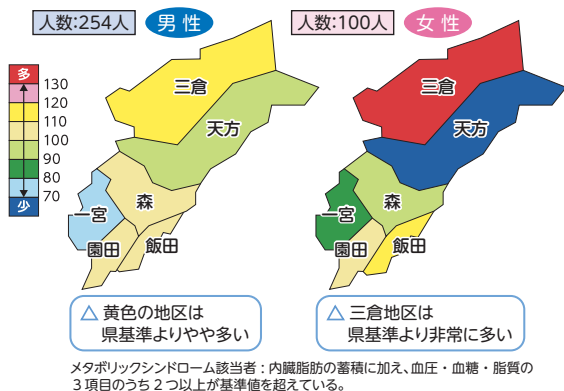 人数:254人 男性
人数:100人 女性
多
130
120
110
100
90
80
70
少
三倉
天方
森
一宮
園田
飯田
三倉
天方
森
一宮
園田
飯田
△ 黄色の地区は
県基準よりやや多い
△ 三倉地区は
県基準より非常に多い
メタボリックシンドローム該当者：内臓脂肪の蓄積に加え、血圧・血糖・脂質の
３項目のうち２つ以上が基準値を超えている。